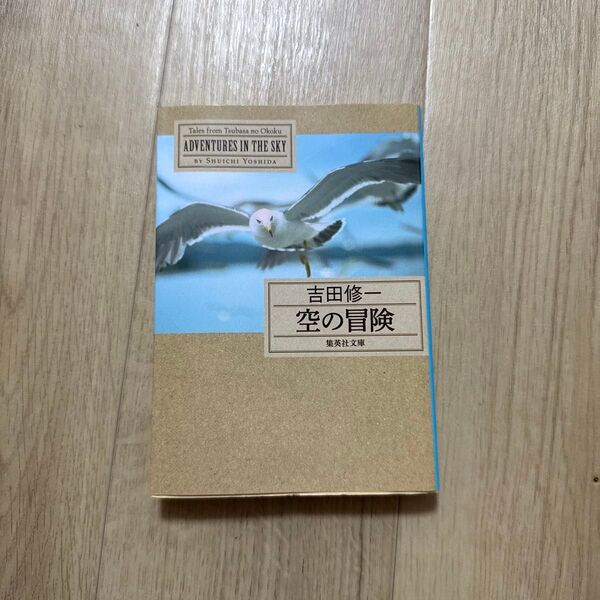 Tales from Tsubasa no Okoku
ADVENTURES IN THE SKY
BY SHUICHI YOSHIDA
吉田修一
空の冒険
集英社文庫